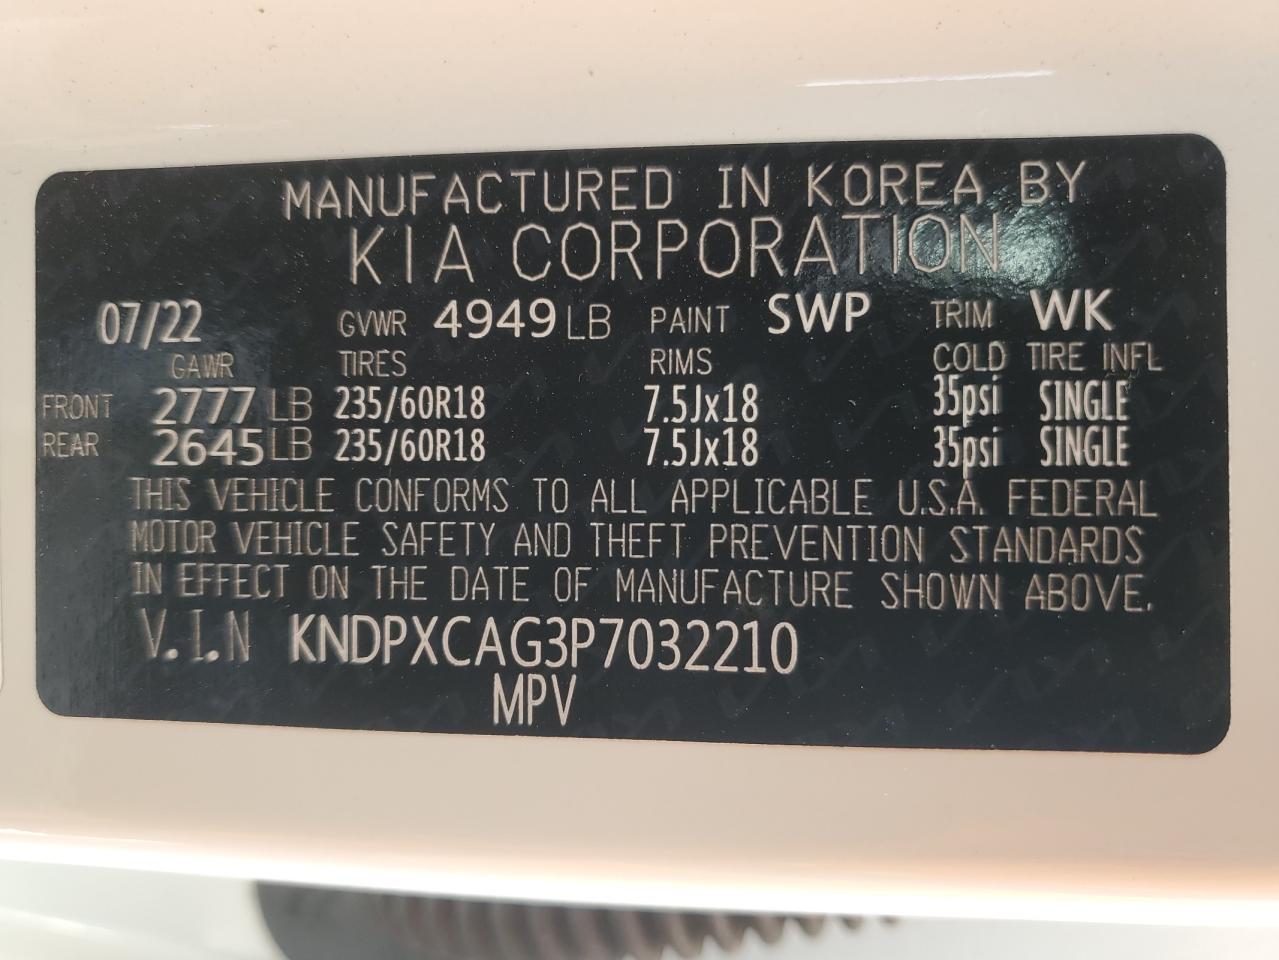 MANUFACTURED IN KOREA BY
KIA CORPORATION
07/22 GVWR 4949 LB PAINT SWP TRIM WK
GAWR TIRES RIMS COLD TIRE INFL
FRONT 2777 LB 235/60R18 7.5Jx18 35psi SINGLE
REAR 2645 LB 235/60R18 7.5Jx18 35psi SINGLE
THIS VEHICLE CONFORMS TO ALL APPLICABLE U.S.A. FEDERAL
MOTOR VEHICLE SAFETY AND THEFT PREVENTION STANDARDS
IN EFFECT ON THE DATE OF MANUFACTURE SHOWN ABOVE.
V.I.N KNDPXCAG3P7032210
MPV